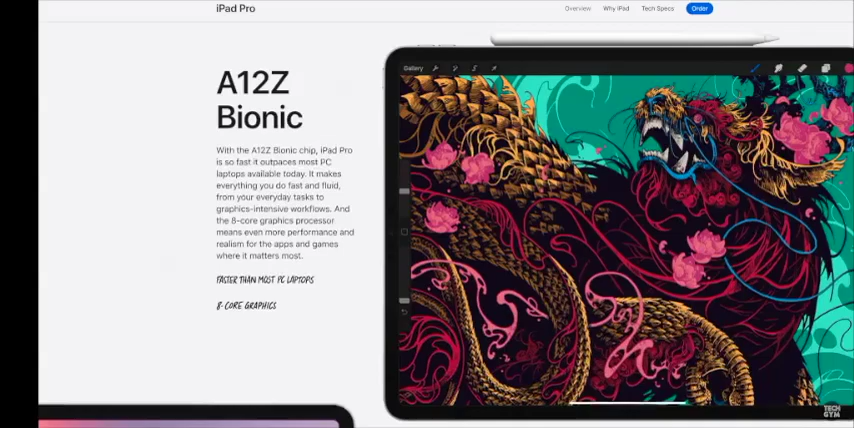 iPad Pro
Overview Why iPad Tech Specs Order
Gallery
A12Z
Bionic
With the A12Z Bionic chip, iPad Pro
is so fast it outpaces most PC
laptops available today. It makes
everything you do fast and fluid,
from your everyday tasks to
graphics-intensive workflows. And
the 8-core graphics processor
means even more performance and
realism for the apps and games
where it matters most.
FASTER THAN MOST PC LAPTOPS
8-CORE GRAPHICS
TECH
GYM